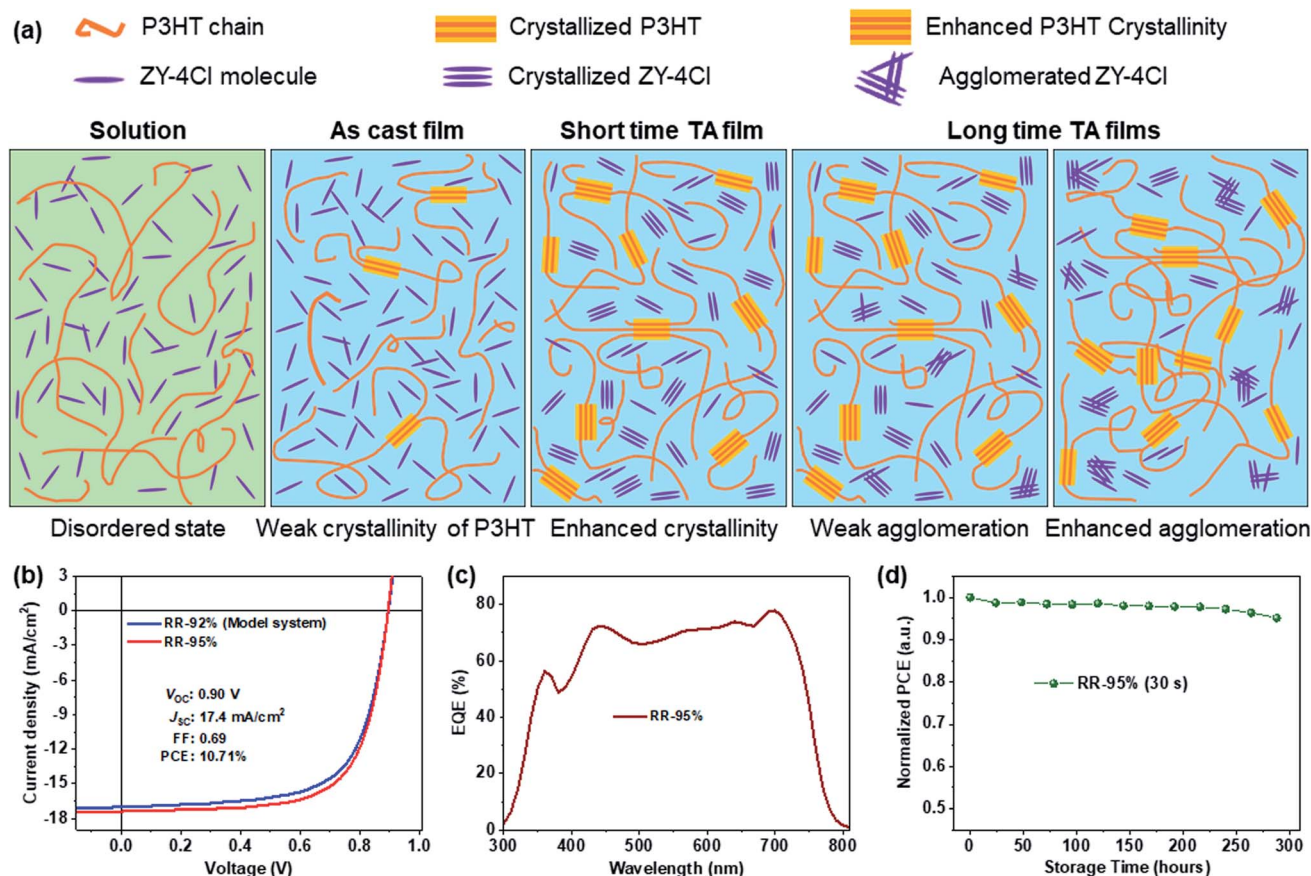 (a)
P3HT chain
Crystallized P3HT
Enhanced P3HT Crystallinity
ZY-4Cl molecule
Crystallized ZY-4Cl
Agglomerated ZY-4Cl
Solution
As cast film
Short time TA film
Long time TA films
Disordered state
Weak crystallinity of P3HT
Enhanced crystallinity
Weak agglomeration
Enhanced agglomeration
(b)
Current density (mA/cm²)
3
0
-3
-6
-9
-12
-15
-18
RR-92% (Model system)
RR-95%
VOC: 0.90 V
JSC: 17.4 mA/cm²
FF: 0.69
PCE: 10.71%
0.0
0.2
0.4
0.6
0.8
1.0
Voltage (V)
(c)
EQE (%)
80
60
40
20
0
RR-95%
300
400
500
600
700
800
Wavelength (nm)
(d)
Normalized PCE (a.u.)
1.0
0.9
0.8
0.7
0.6
0.5
RR-95% (30 s)
0
50
100
150
200
250
300
Storage Time (hours)